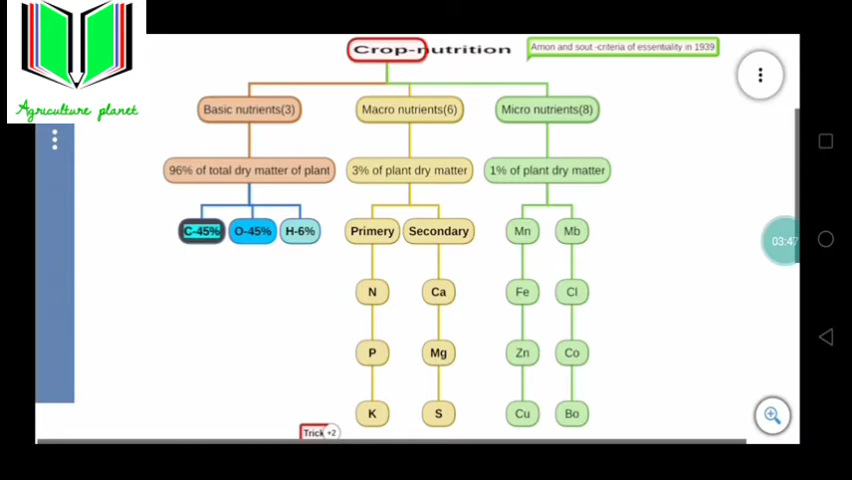 Agriculture planet
Crop-nutrition
Arnon and sout -criteria of essentiality in 1939
Basic nutrients(3)
Macro nutrients(6)
Micro nutrients(8)
96% of total dry matter of plant
3% of plant dry matter
1% of plant dry matter
C-45%
O-45%
H-6%
Primery
Secondary
Mn
Mb
N
Ca
Fe
Cl
P
Mg
Zn
Co
K
S
Cu
Bo
Trick
+2
03:47